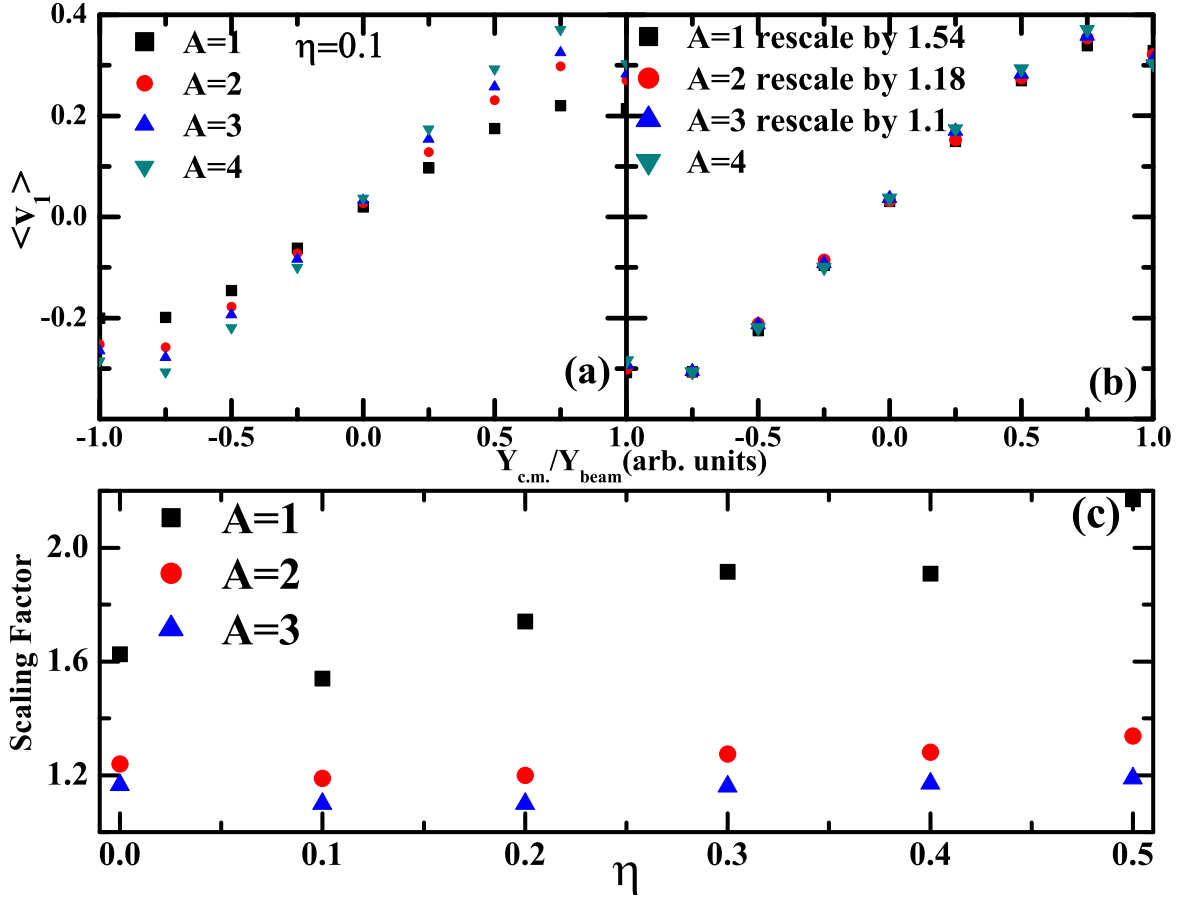 0.4
0.2
0.0
-0.2
<v1>
A=1
A=2
A=3
A=4
η=0.1
(a)
A=1 rescale by 1.54
A=2 rescale by 1.18
A=3 rescale by 1.1
A=4
(b)
-1.0 -0.5 0.0 0.5 1.0 -0.5 0.0 0.5 1.0
Yc.m./Ybeam(arb. units)
2.0
1.6
1.2
Scaling Factor
A=1
A=2
A=3
(c)
0.0 0.1 0.2 0.3 0.4 0.5
η